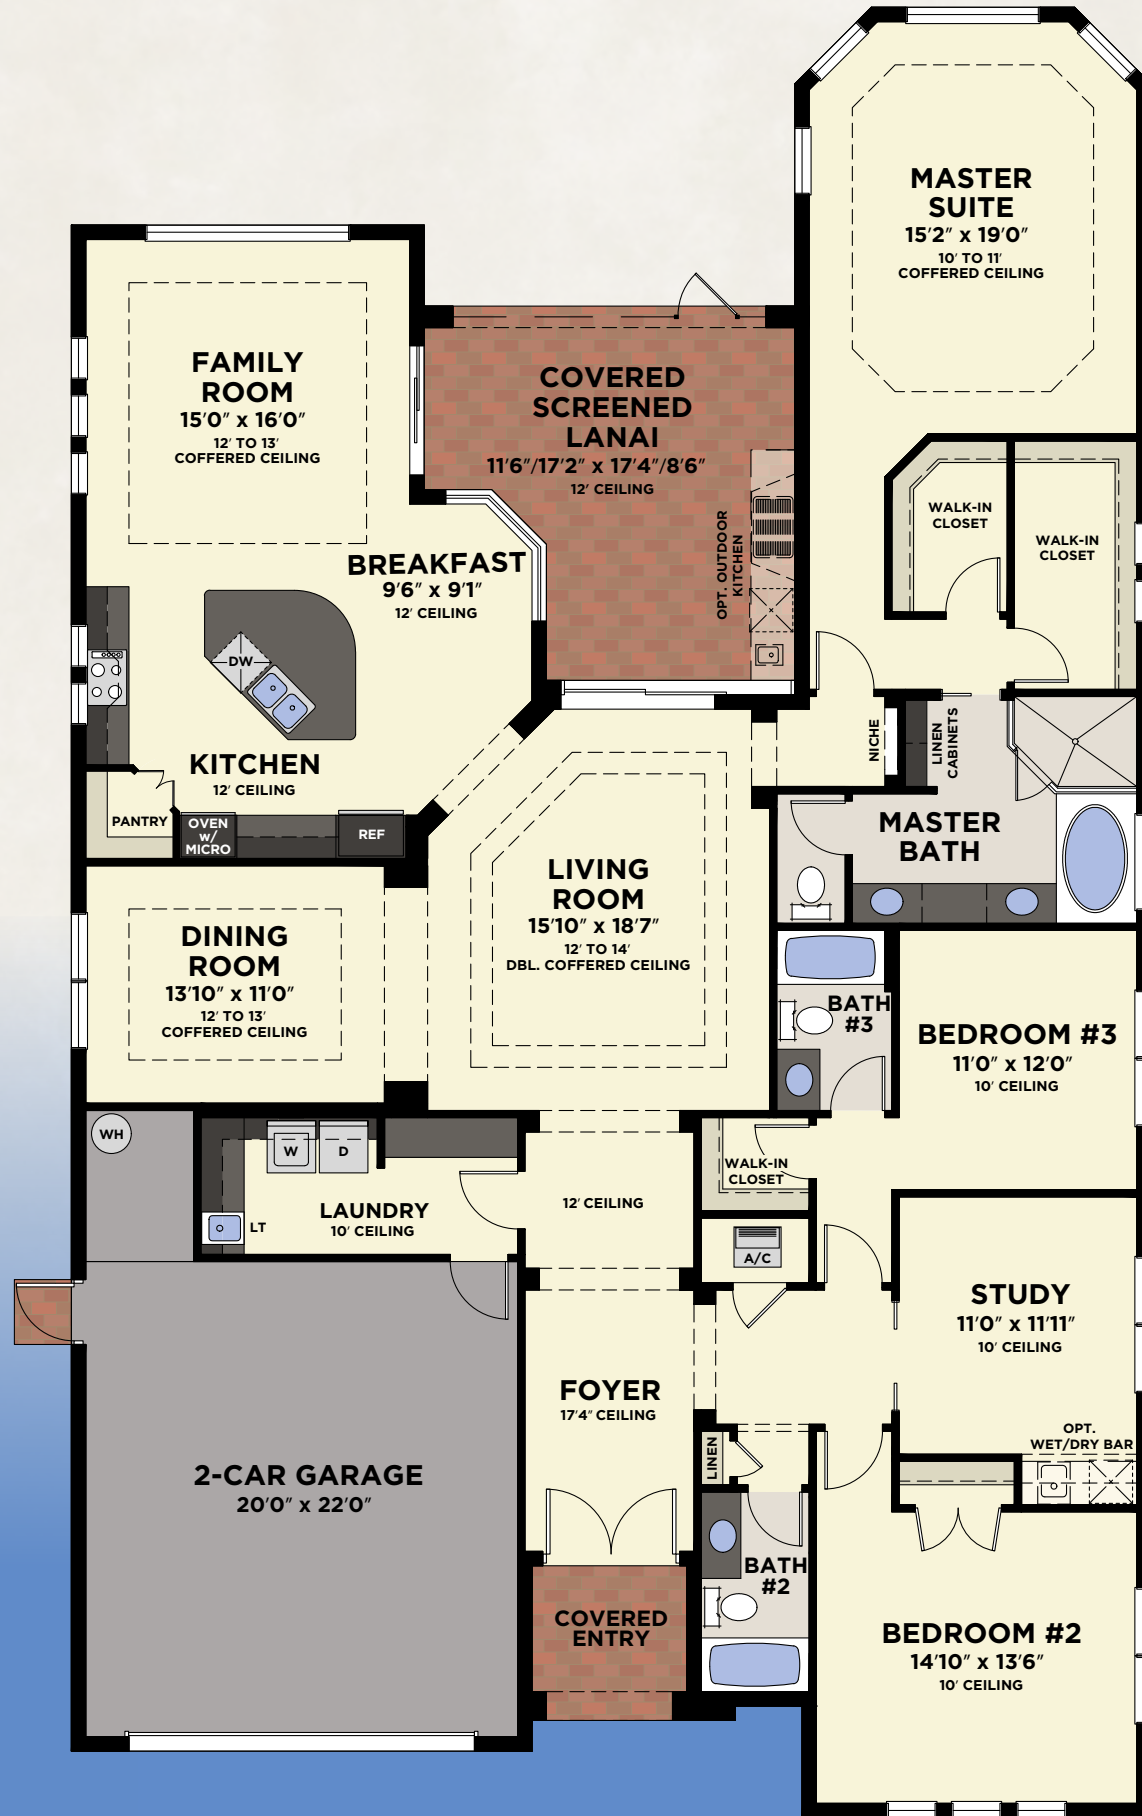 MASTER
SUITE
15'2" x 19'0"
10' TO 11'
COFFERED CEILING
FAMILY
ROOM
15'0" x 16'0"
12' TO 13'
COFFERED CEILING
COVERED
SCREENED
LANAI
11'6"/17'2" x 17'4"/8'6"
12' CEILING
OPT. OUTDOOR
KITCHEN
WALK-IN
CLOSET
WALK-IN
CLOSET
BREAKFAST
9'6" x 9'1"
12' CEILING
DW
KITCHEN
12' CEILING
PANTRY
OVEN
w/
MICRO
REF
NICHE
LINEN
CABINETS
MASTER
BATH
LIVING
ROOM
15'10" x 18'7"
12' TO 14'
DBL. COFFERED CEILING
DINING
ROOM
13'10" x 11'0"
12' TO 13'
COFFERED CEILING
BATH
#3
BEDROOM #3
11'0" x 12'0"
10' CEILING
WH
W
D
LAUNDRY
10' CEILING
LT
12' CEILING
WALK-IN
CLOSET
A/C
STUDY
11'0" x 11'11"
10' CEILING
FOYER
17'4" CEILING
OPT.
WET/DRY BAR
LINEN
2-CAR GARAGE
20'0" x 22'0"
BATH
#2
COVERED
ENTRY
BEDROOM #2
14'10" x 13'6"
10' CEILING